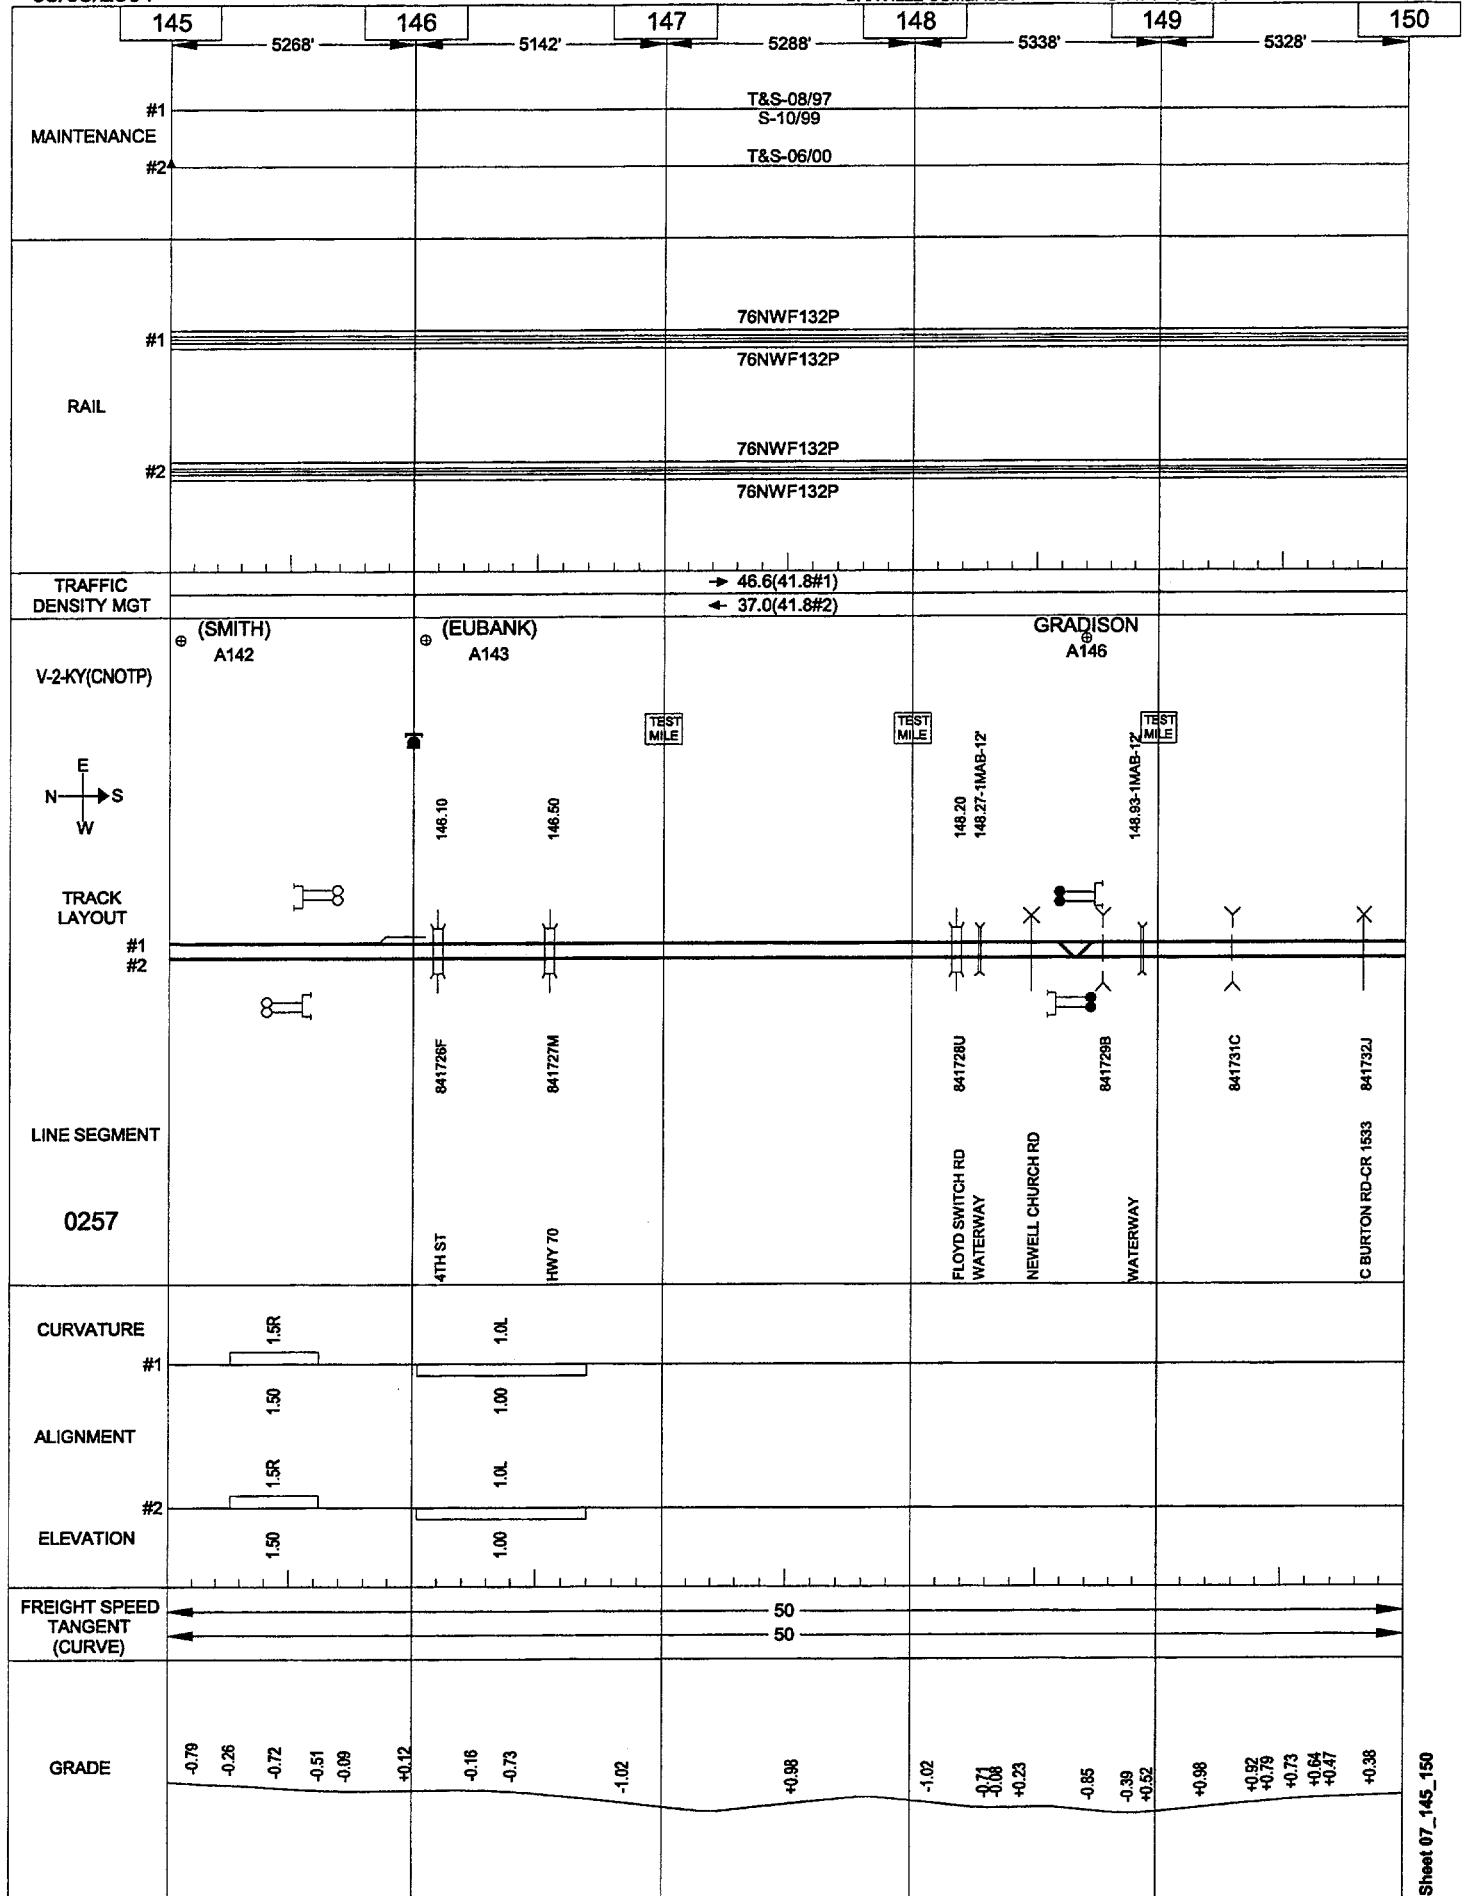 145 146 147 148 149 150
5268' 5142' 5288' 5338' 5328'
MAINTENANCE
#1
T&S-08/97
S-10/99
#2
T&S-06/00
RAIL
#1
76NWF132P
76NWF132P
#2
76NWF132P
76NWF132P
TRAFFIC
DENSITY MGT
→ 46.6(41.8#1)
← 37.0(41.8#2)
V-2-KY(CNOTP)
(SMITH)
A142
(EUBANK)
A143
GRADISON
A146
TEST
MILE
TEST
MILE
TEST
MILE
E
N S
W
146.10
146.50
148.20
148.27-1MAB-12'
148.93-1MAB-12'
TRACK
LAYOUT
#1
#2
841726F
841727M
841728U
841729B
841731C
841732J
LINE SEGMENT
0257
4TH ST
HWY 70
FLOYD SWITCH RD
WATERWAY
NEWELL CHURCH RD
WATERWAY
C BURTON RD-CR 1533
CURVATURE
#1
1.5R
1.50
1.0L
1.00
ALIGNMENT
#2
1.5R
1.50
1.0L
1.00
ELEVATION
FREIGHT SPEED
TANGENT
(CURVE)
50
50
GRADE
-0.79
-0.26
-0.72
-0.51
-0.09
+0.12
-0.16
-0.73
-1.02
+0.98
-1.02
-0.71
-0.08
+0.23
-0.85
-0.39
+0.52
+0.98
+0.92
+0.79
+0.73
+0.64
+0.47
+0.38
Sheet 07_145_150